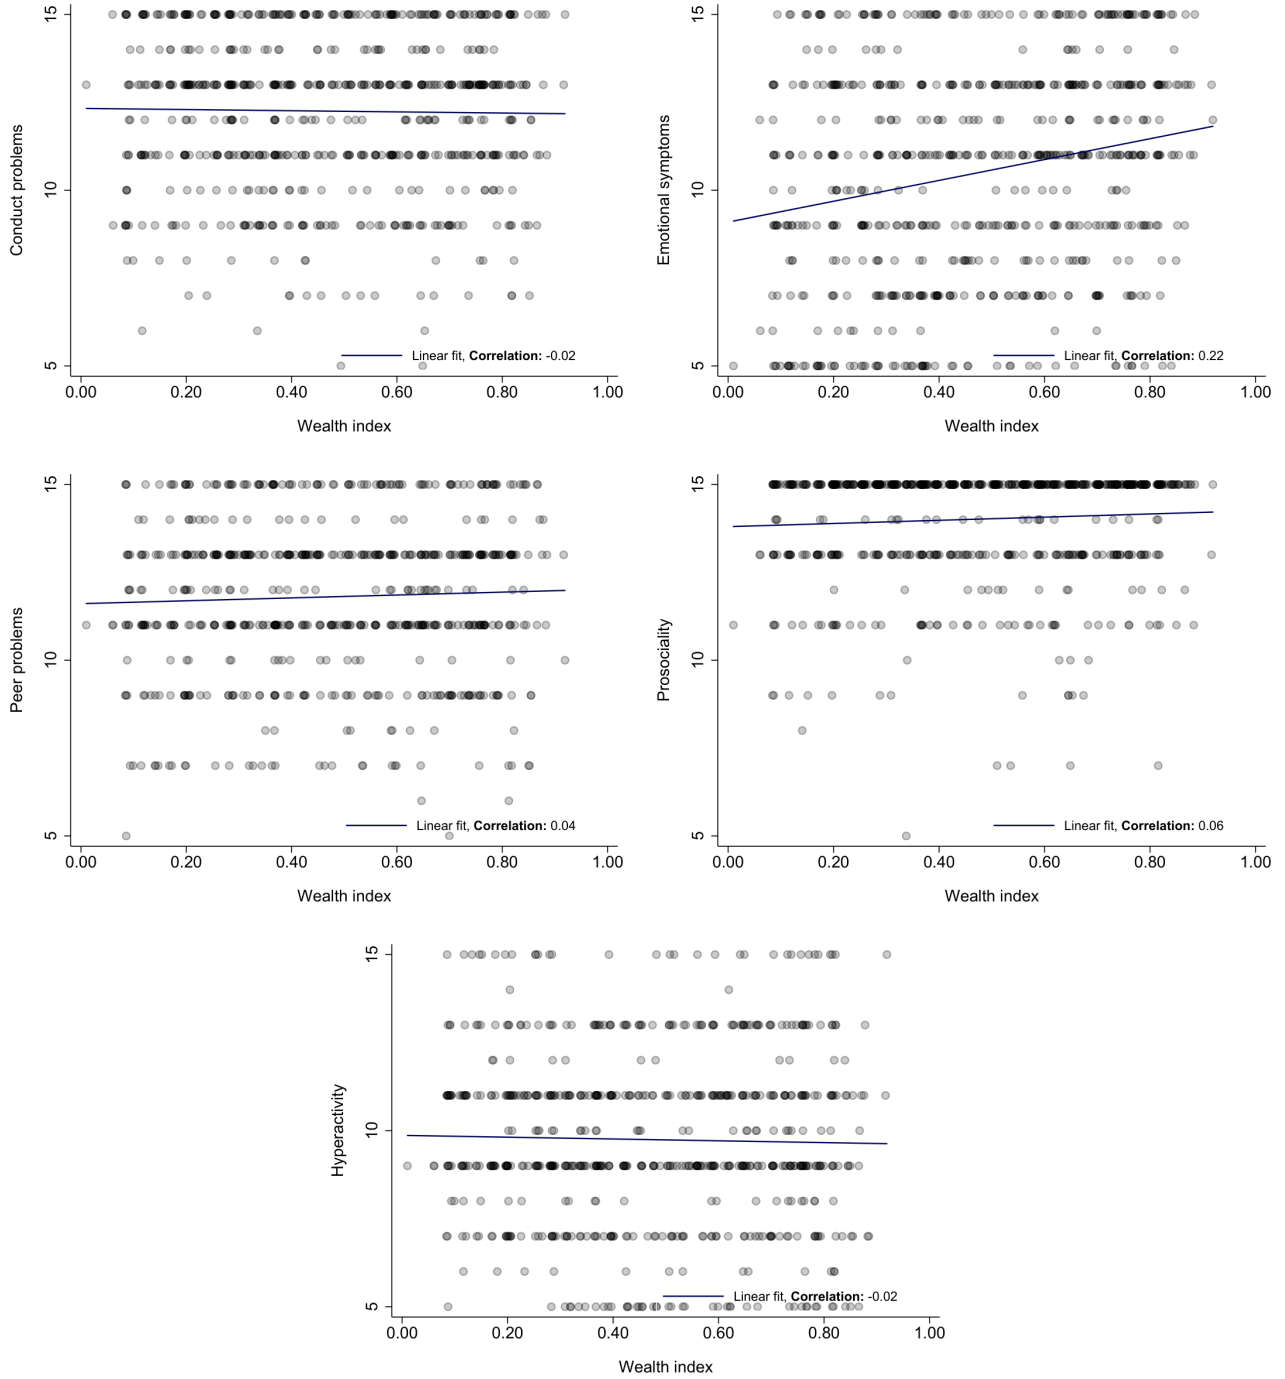 Conduct problems
15
10
5
Linear fit, Correlation: -0.02
0.00 0.20 0.40 0.60 0.80 1.00
Wealth index
Emotional symptoms
15
10
5
Linear fit, Correlation: 0.22
0.00 0.20 0.40 0.60 0.80 1.00
Wealth index
Peer problems
15
10
5
Linear fit, Correlation: 0.04
0.00 0.20 0.40 0.60 0.80 1.00
Wealth index
Prosociality
15
10
5
Linear fit, Correlation: 0.06
0.00 0.20 0.40 0.60 0.80 1.00
Wealth index
Hyperactivity
15
10
5
Linear fit, Correlation: -0.02
0.00 0.20 0.40 0.60 0.80 1.00
Wealth index